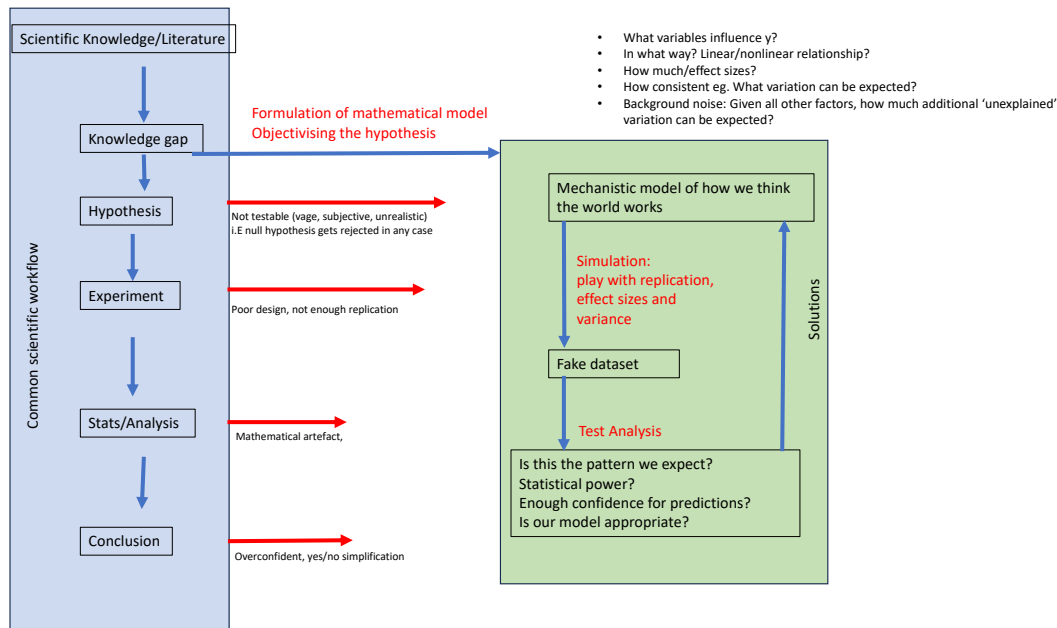 Scientific Knowledge/Literature
Knowledge gap
Hypothesis
Experiment
Stats/Analysis
Conclusion
Common scientific workflow
Formulation of mathematical model
Objectivising the hypothesis
Not testable (vage, subjective, unrealistic)
i.E null hypothesis gets rejected in any case
Poor design, not enough replication
Mathematical artefact,
Overconfident, yes/no simplification
• What variables influence y?
• In what way? Linear/nonlinear relationship?
• How much/effect sizes?
• How consistent eg. What variation can be expected?
• Background noise: Given all other factors, how much additional ‘unexplained’
variation can be expected?
Mechanistic model of how we think
the world works
Simulation:
play with replication,
effect sizes and
variance
Fake dataset
Test Analysis
Is this the pattern we expect?
Statistical power?
Enough confidence for predictions?
Is our model appropriate?
Solutions